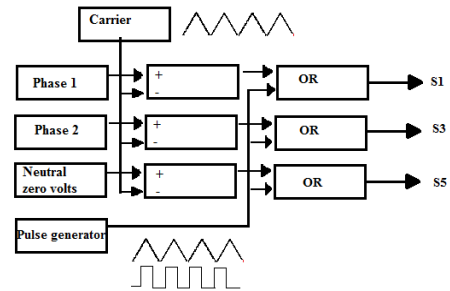 Carrier
Phase 1
+
-
OR
S1
Phase 2
+
-
OR
S3
Neutral
zero volts
+
-
OR
S5
Pulse generator